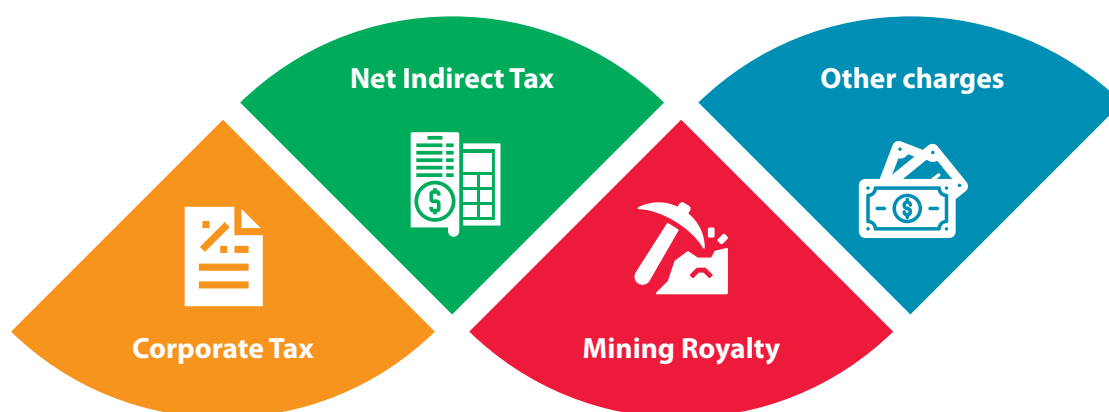 Net Indirect Tax
Other charges
$
$
Corporate Tax
Mining Royalty